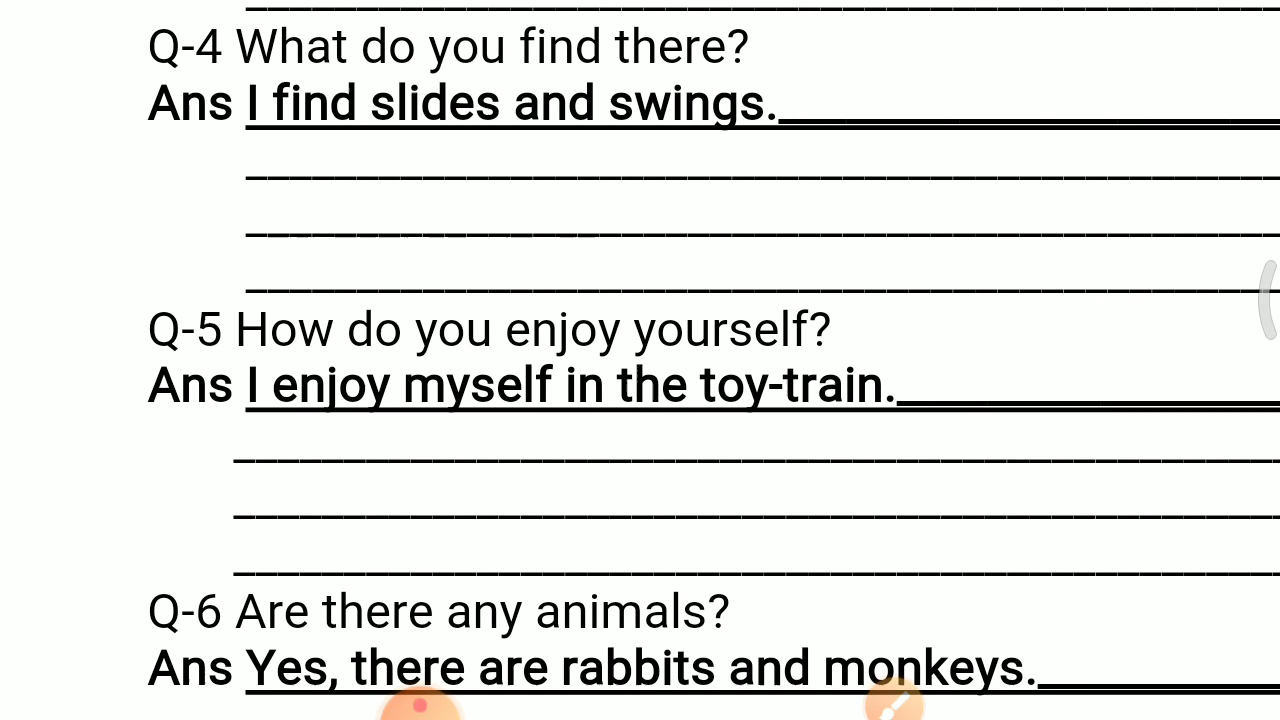 Q-4 What do you find there?
Ans I find slides and swings.
Q-5 How do you enjoy yourself?
Ans I enjoy myself in the toy-train.
Q-6 Are there any animals?
Ans Yes, there are rabbits and monkeys.